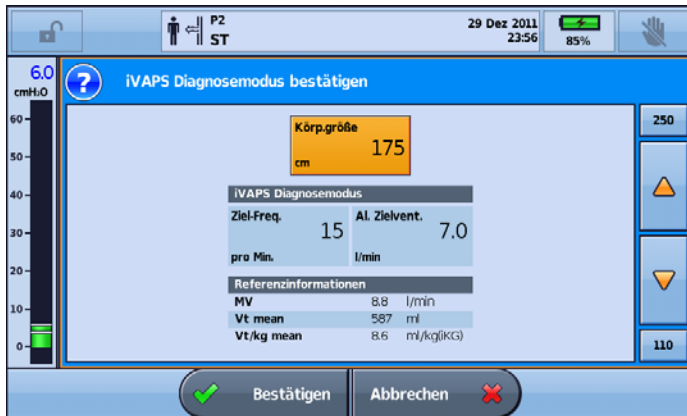 P2
ST
29 Dez 2011
23:56
85%
6.0
cmH₂O
iVAPS Diagnosemodus bestätigen
60
50
40
30
20
10
0
Körp.größe
175
cm
iVAPS Diagnosemodus
Ziel-Freq. Al. Zielvent.
15 7.0
pro Min. l/min
Referenzinformationen
MV 8.8 l/min
Vt mean 587 ml
Vt/kg mean 8.6 ml/kg(iKG)
250
110
Bestätigen Abbrechen